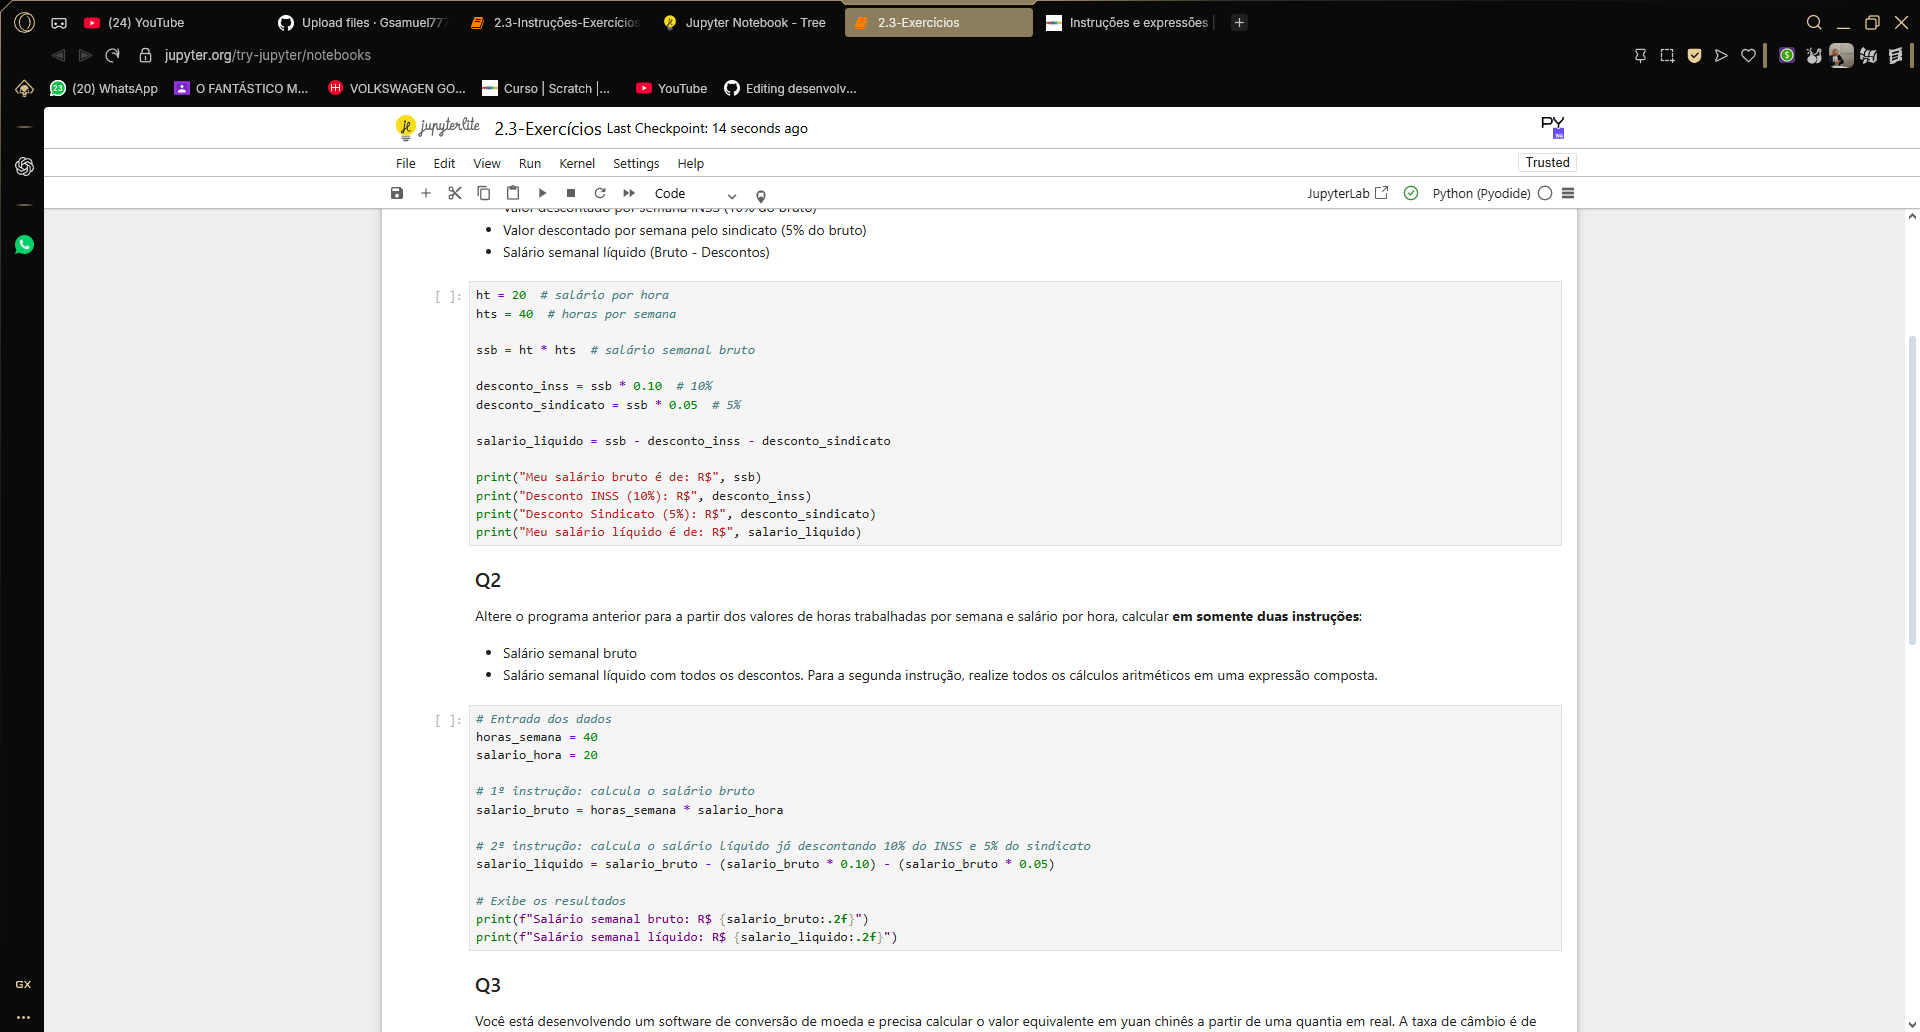 (24) YouTube
Upload files · Gsamuel777
2.3-Instruções-Exercícios
Jupyter Notebook - Tree
2.3-Exercícios
Instruções e expressões
jupyter.org/try-jupyter/notebooks
(20) WhatsApp
O FANTÁSTICO M...
VOLKSWAGEN GO...
Curso | Scratch |...
YouTube
Editing desenvolv...
jupyterlite
2.3-Exercícios Last Checkpoint: 14 seconds ago
PY
File Edit View Run Kernel Settings Help
Trusted
Code
JupyterLab
Python (Pyodide)
Valor descontado por semana INSS (10% do bruto)
Valor descontado por semana pelo sindicato (5% do bruto)
Salário semanal líquido (Bruto - Descontos)
[ ]:
ht = 20  # salário por hora
hts = 40  # horas por semana
ssb = ht * hts  # salário semanal bruto
desconto_inss = ssb * 0.10  # 10%
desconto_sindicato = ssb * 0.05  # 5%
salario_liquido = ssb - desconto_inss - desconto_sindicato
print("Meu salário bruto é de: R$", ssb)
print("Desconto INSS (10%): R$", desconto_inss)
print("Desconto Sindicato (5%): R$", desconto_sindicato)
print("Meu salário líquido é de: R$", salario_liquido)
Q2
Altere o programa anterior para a partir dos valores de horas trabalhadas por semana e salário por hora, calcular em somente duas instruções:
Salário semanal bruto
Salário semanal líquido com todos os descontos. Para a segunda instrução, realize todos os cálculos aritméticos em uma expressão composta.
[ ]:
# Entrada dos dados
horas_semana = 40
salario_hora = 20
# 1ª instrução: calcula o salário bruto
salario_bruto = horas_semana * salario_hora
# 2ª instrução: calcula o salário líquido já descontando 10% do INSS e 5% do sindicato
salario_liquido = salario_bruto - (salario_bruto * 0.10) - (salario_bruto * 0.05)
# Exibe os resultados
print(f"Salário semanal bruto: R$ {salario_bruto:.2f}")
print(f"Salário semanal líquido: R$ {salario_liquido:.2f}")
Q3
Você está desenvolvendo um software de conversão de moeda e precisa calcular o valor equivalente em yuan chinês a partir de uma quantia em real. A taxa de câmbio é de
GX